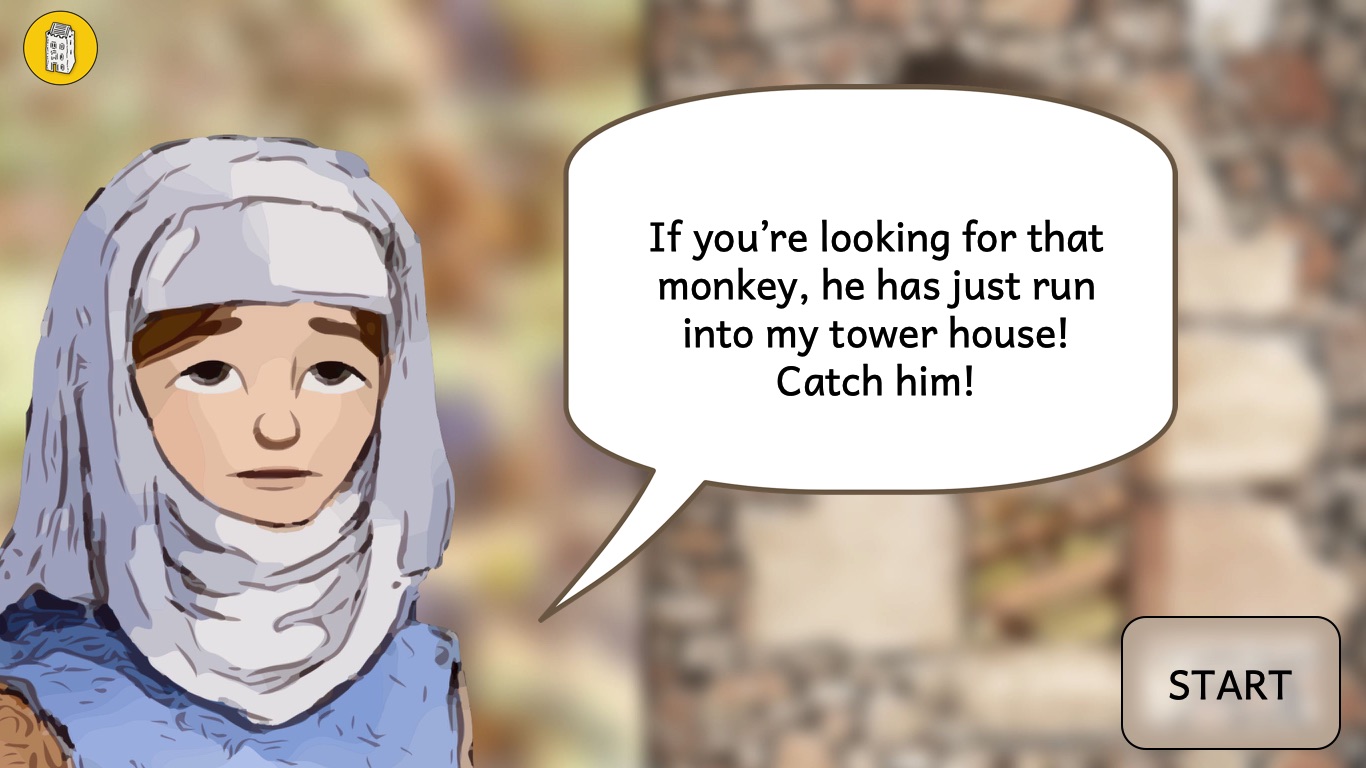 If you’re looking for that
monkey, he has just run
into my tower house!
Catch him!
START